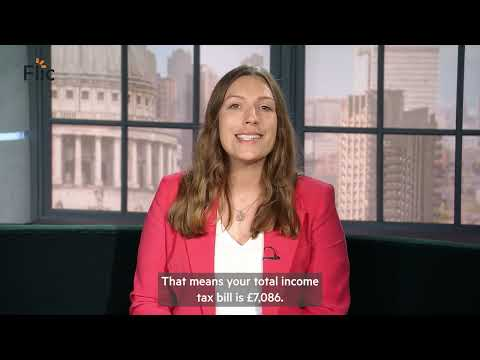 Flic
That means your total income
tax bill is £7,086.